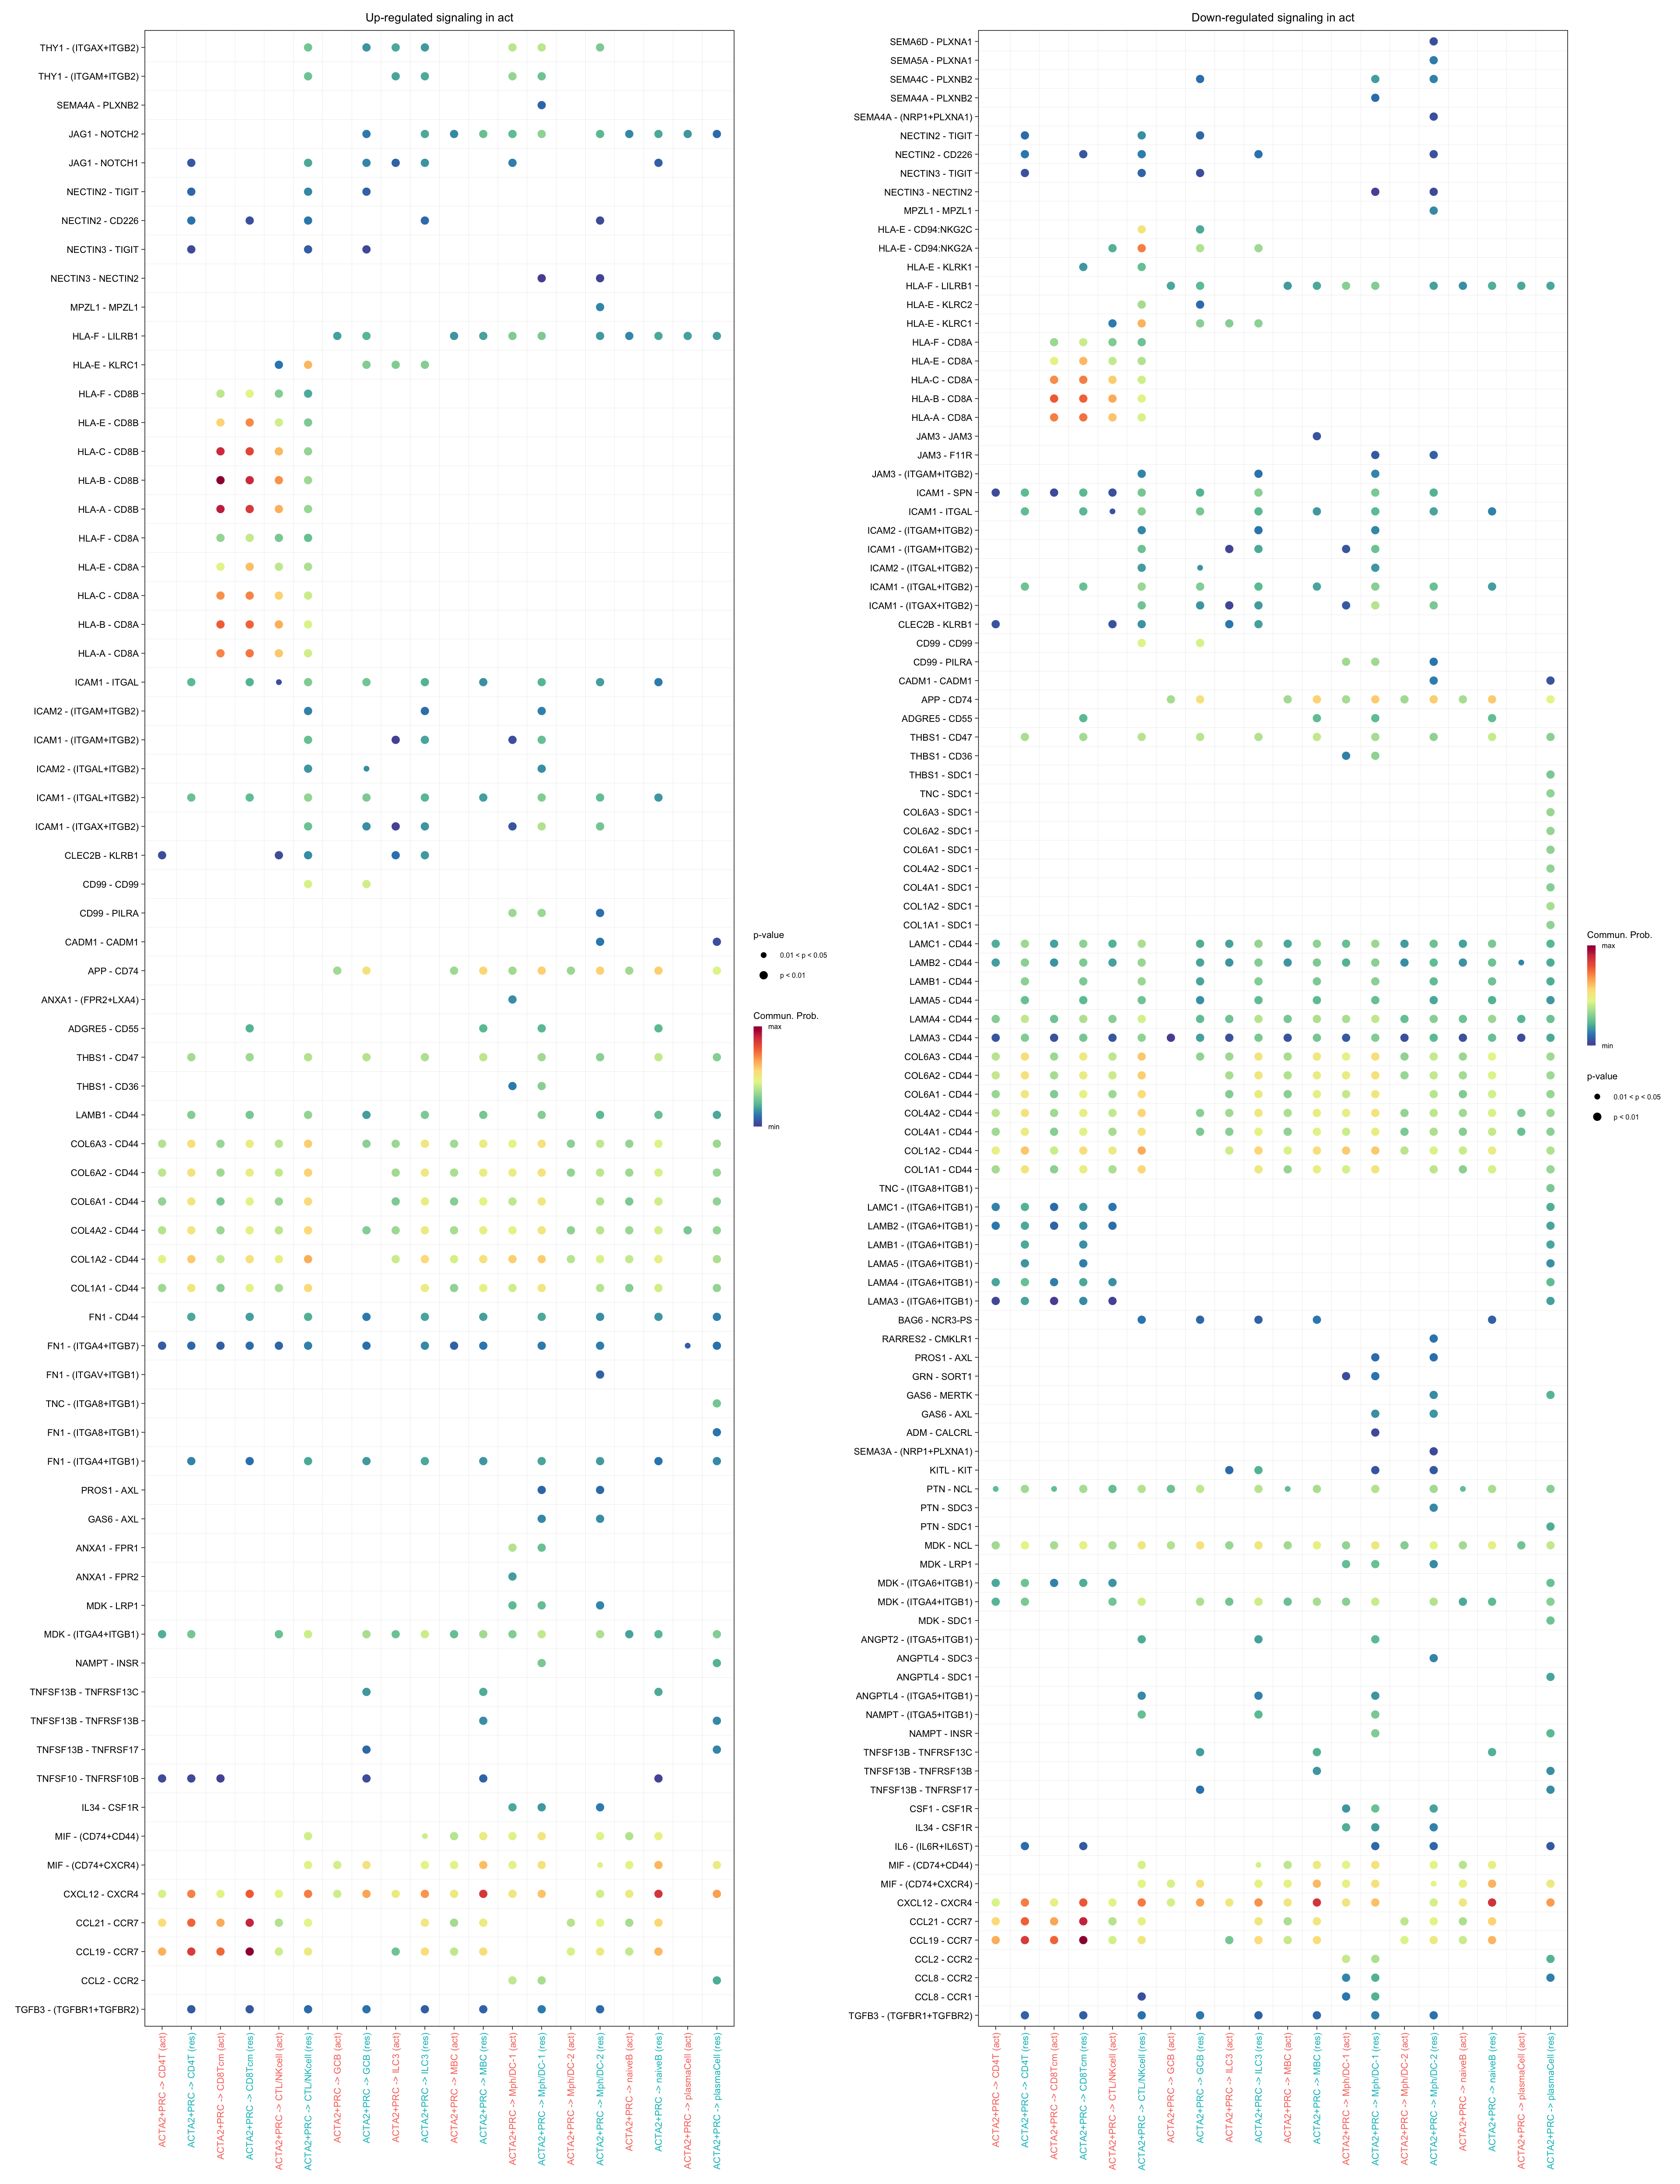 Up-regulated signaling in act
THY1 - (ITGAX+ITGB2)
THY1 - (ITGAM+ITGB2)
SEMA4A - PLXNB2
JAG1 - NOTCH2
JAG1 - NOTCH1
NECTIN2 - TIGIT
NECTIN2 - CD226
NECTIN3 - TIGIT
NECTIN3 - NECTIN2
MPZL1 - MPZL1
HLA-F - LILRB1
HLA-E - KLRC1
HLA-F - CD8B
HLA-E - CD8B
HLA-C - CD8B
HLA-B - CD8B
HLA-A - CD8B
HLA-F - CD8A
HLA-E - CD8A
HLA-C - CD8A
HLA-B - CD8A
HLA-A - CD8A
ICAM1 - ITGAL
ICAM2 - (ITGAM+ITGB2)
ICAM1 - (ITGAM+ITGB2)
ICAM2 - (ITGAL+ITGB2)
ICAM1 - (ITGAL+ITGB2)
ICAM1 - (ITGAX+ITGB2)
CLEC2B - KLRB1
CD99 - CD99
CD99 - PILRA
CADM1 - CADM1
APP - CD74
ANXA1 - (FPR2+LXA4)
ADGRE5 - CD55
THBS1 - CD47
THBS1 - CD36
LAMB1 - CD44
COL6A3 - CD44
COL6A2 - CD44
COL6A1 - CD44
COL4A2 - CD44
COL1A2 - CD44
COL1A1 - CD44
FN1 - CD44
FN1 - (ITGA4+ITGB7)
FN1 - (ITGAV+ITGB1)
TNC - (ITGA8+ITGB1)
FN1 - (ITGA8+ITGB1)
FN1 - (ITGA4+ITGB1)
PROS1 - AXL
GAS6 - AXL
ANXA1 - FPR1
ANXA1 - FPR2
MDK - LRP1
MDK - (ITGA4+ITGB1)
NAMPT - INSR
TNFSF13B - TNFRSF13C
TNFSF13B - TNFRSF13B
TNFSF13B - TNFRSF17
TNFSF10 - TNFRSF10B
IL34 - CSF1R
MIF - (CD74+CD44)
MIF - (CD74+CXCR4)
CXCL12 - CXCR4
CCL21 - CCR7
CCL19 - CCR7
CCL2 - CCR2
TGFB3 - (TGFBR1+TGFBR2)
ACTA2+PRC -> CD4T (act)
ACTA2+PRC -> CD4T (res)
ACTA2+PRC -> CD8Tcm (act)
ACTA2+PRC -> CD8Tcm (res)
ACTA2+PRC -> CTL/NKcell (act)
ACTA2+PRC -> CTL/NKcell (res)
ACTA2+PRC -> GCB (act)
ACTA2+PRC -> GCB (res)
ACTA2+PRC -> ILC3 (act)
ACTA2+PRC -> ILC3 (res)
ACTA2+PRC -> MBC (act)
ACTA2+PRC -> MBC (res)
ACTA2+PRC -> Mph/DC-1 (act)
ACTA2+PRC -> Mph/DC-1 (res)
ACTA2+PRC -> Mph/DC-2 (act)
ACTA2+PRC -> Mph/DC-2 (res)
ACTA2+PRC -> naiveB (act)
ACTA2+PRC -> naiveB (res)
ACTA2+PRC -> plasmaCell (act)
ACTA2+PRC -> plasmaCell (res)
p-value
0.01 < p < 0.05
p < 0.01
Commun. Prob.
max
min
Down-regulated signaling in act
SEMA6D - PLXNA1
SEMA5A - PLXNA1
SEMA4C - PLXNB2
SEMA4A - PLXNB2
SEMA4A - (NRP1+PLXNA1)
NECTIN2 - TIGIT
NECTIN2 - CD226
NECTIN3 - TIGIT
NECTIN3 - NECTIN2
MPZL1 - MPZL1
HLA-E - CD94:NKG2C
HLA-E - CD94:NKG2A
HLA-E - KLRK1
HLA-F - LILRB1
HLA-E - KLRC2
HLA-E - KLRC1
HLA-F - CD8A
HLA-E - CD8A
HLA-C - CD8A
HLA-B - CD8A
HLA-A - CD8A
JAM3 - JAM3
JAM3 - F11R
JAM3 - (ITGAM+ITGB2)
ICAM1 - SPN
ICAM1 - ITGAL
ICAM2 - (ITGAM+ITGB2)
ICAM1 - (ITGAM+ITGB2)
ICAM2 - (ITGAL+ITGB2)
ICAM1 - (ITGAL+ITGB2)
ICAM1 - (ITGAX+ITGB2)
CLEC2B - KLRB1
CD99 - CD99
CD99 - PILRA
CADM1 - CADM1
APP - CD74
ADGRE5 - CD55
THBS1 - CD47
THBS1 - CD36
THBS1 - SDC1
TNC - SDC1
COL6A3 - SDC1
COL6A2 - SDC1
COL6A1 - SDC1
COL4A2 - SDC1
COL4A1 - SDC1
COL1A2 - SDC1
COL1A1 - SDC1
LAMC1 - CD44
LAMB2 - CD44
LAMB1 - CD44
LAMA5 - CD44
LAMA4 - CD44
LAMA3 - CD44
COL6A3 - CD44
COL6A2 - CD44
COL6A1 - CD44
COL4A2 - CD44
COL4A1 - CD44
COL1A2 - CD44
COL1A1 - CD44
TNC - (ITGA8+ITGB1)
LAMC1 - (ITGA6+ITGB1)
LAMB2 - (ITGA6+ITGB1)
LAMB1 - (ITGA6+ITGB1)
LAMA5 - (ITGA6+ITGB1)
LAMA4 - (ITGA6+ITGB1)
LAMA3 - (ITGA6+ITGB1)
BAG6 - NCR3-PS
RARRES2 - CMKLR1
PROS1 - AXL
GRN - SORT1
GAS6 - MERTK
GAS6 - AXL
ADM - CALCRL
SEMA3A - (NRP1+PLXNA1)
KITL - KIT
PTN - NCL
PTN - SDC3
PTN - SDC1
MDK - NCL
MDK - LRP1
MDK - (ITGA6+ITGB1)
MDK - (ITGA4+ITGB1)
MDK - SDC1
ANGPT2 - (ITGA5+ITGB1)
ANGPTL4 - SDC3
ANGPTL4 - SDC1
ANGPTL4 - (ITGA5+ITGB1)
NAMPT - (ITGA5+ITGB1)
NAMPT - INSR
TNFSF13B - TNFRSF13C
TNFSF13B - TNFRSF13B
TNFSF13B - TNFRSF17
CSF1 - CSF1R
IL34 - CSF1R
IL6 - (IL6R+IL6ST)
MIF - (CD74+CD44)
MIF - (CD74+CXCR4)
CXCL12 - CXCR4
CCL21 - CCR7
CCL19 - CCR7
CCL2 - CCR2
CCL8 - CCR2
CCL8 - CCR1
TGFB3 - (TGFBR1+TGFBR2)
ACTA2+PRC -> CD4T (act)
ACTA2+PRC -> CD4T (res)
ACTA2+PRC -> CD8Tcm (act)
ACTA2+PRC -> CD8Tcm (res)
ACTA2+PRC -> CTL/NKcell (act)
ACTA2+PRC -> CTL/NKcell (res)
ACTA2+PRC -> GCB (act)
ACTA2+PRC -> GCB (res)
ACTA2+PRC -> ILC3 (act)
ACTA2+PRC -> ILC3 (res)
ACTA2+PRC -> MBC (act)
ACTA2+PRC -> MBC (res)
ACTA2+PRC -> Mph/DC-1 (act)
ACTA2+PRC -> Mph/DC-1 (res)
ACTA2+PRC -> Mph/DC-2 (act)
ACTA2+PRC -> Mph/DC-2 (res)
ACTA2+PRC -> naiveB (act)
ACTA2+PRC -> naiveB (res)
ACTA2+PRC -> plasmaCell (act)
ACTA2+PRC -> plasmaCell (res)
Commun. Prob.
max
min
p-value
0.01 < p < 0.05
p < 0.01